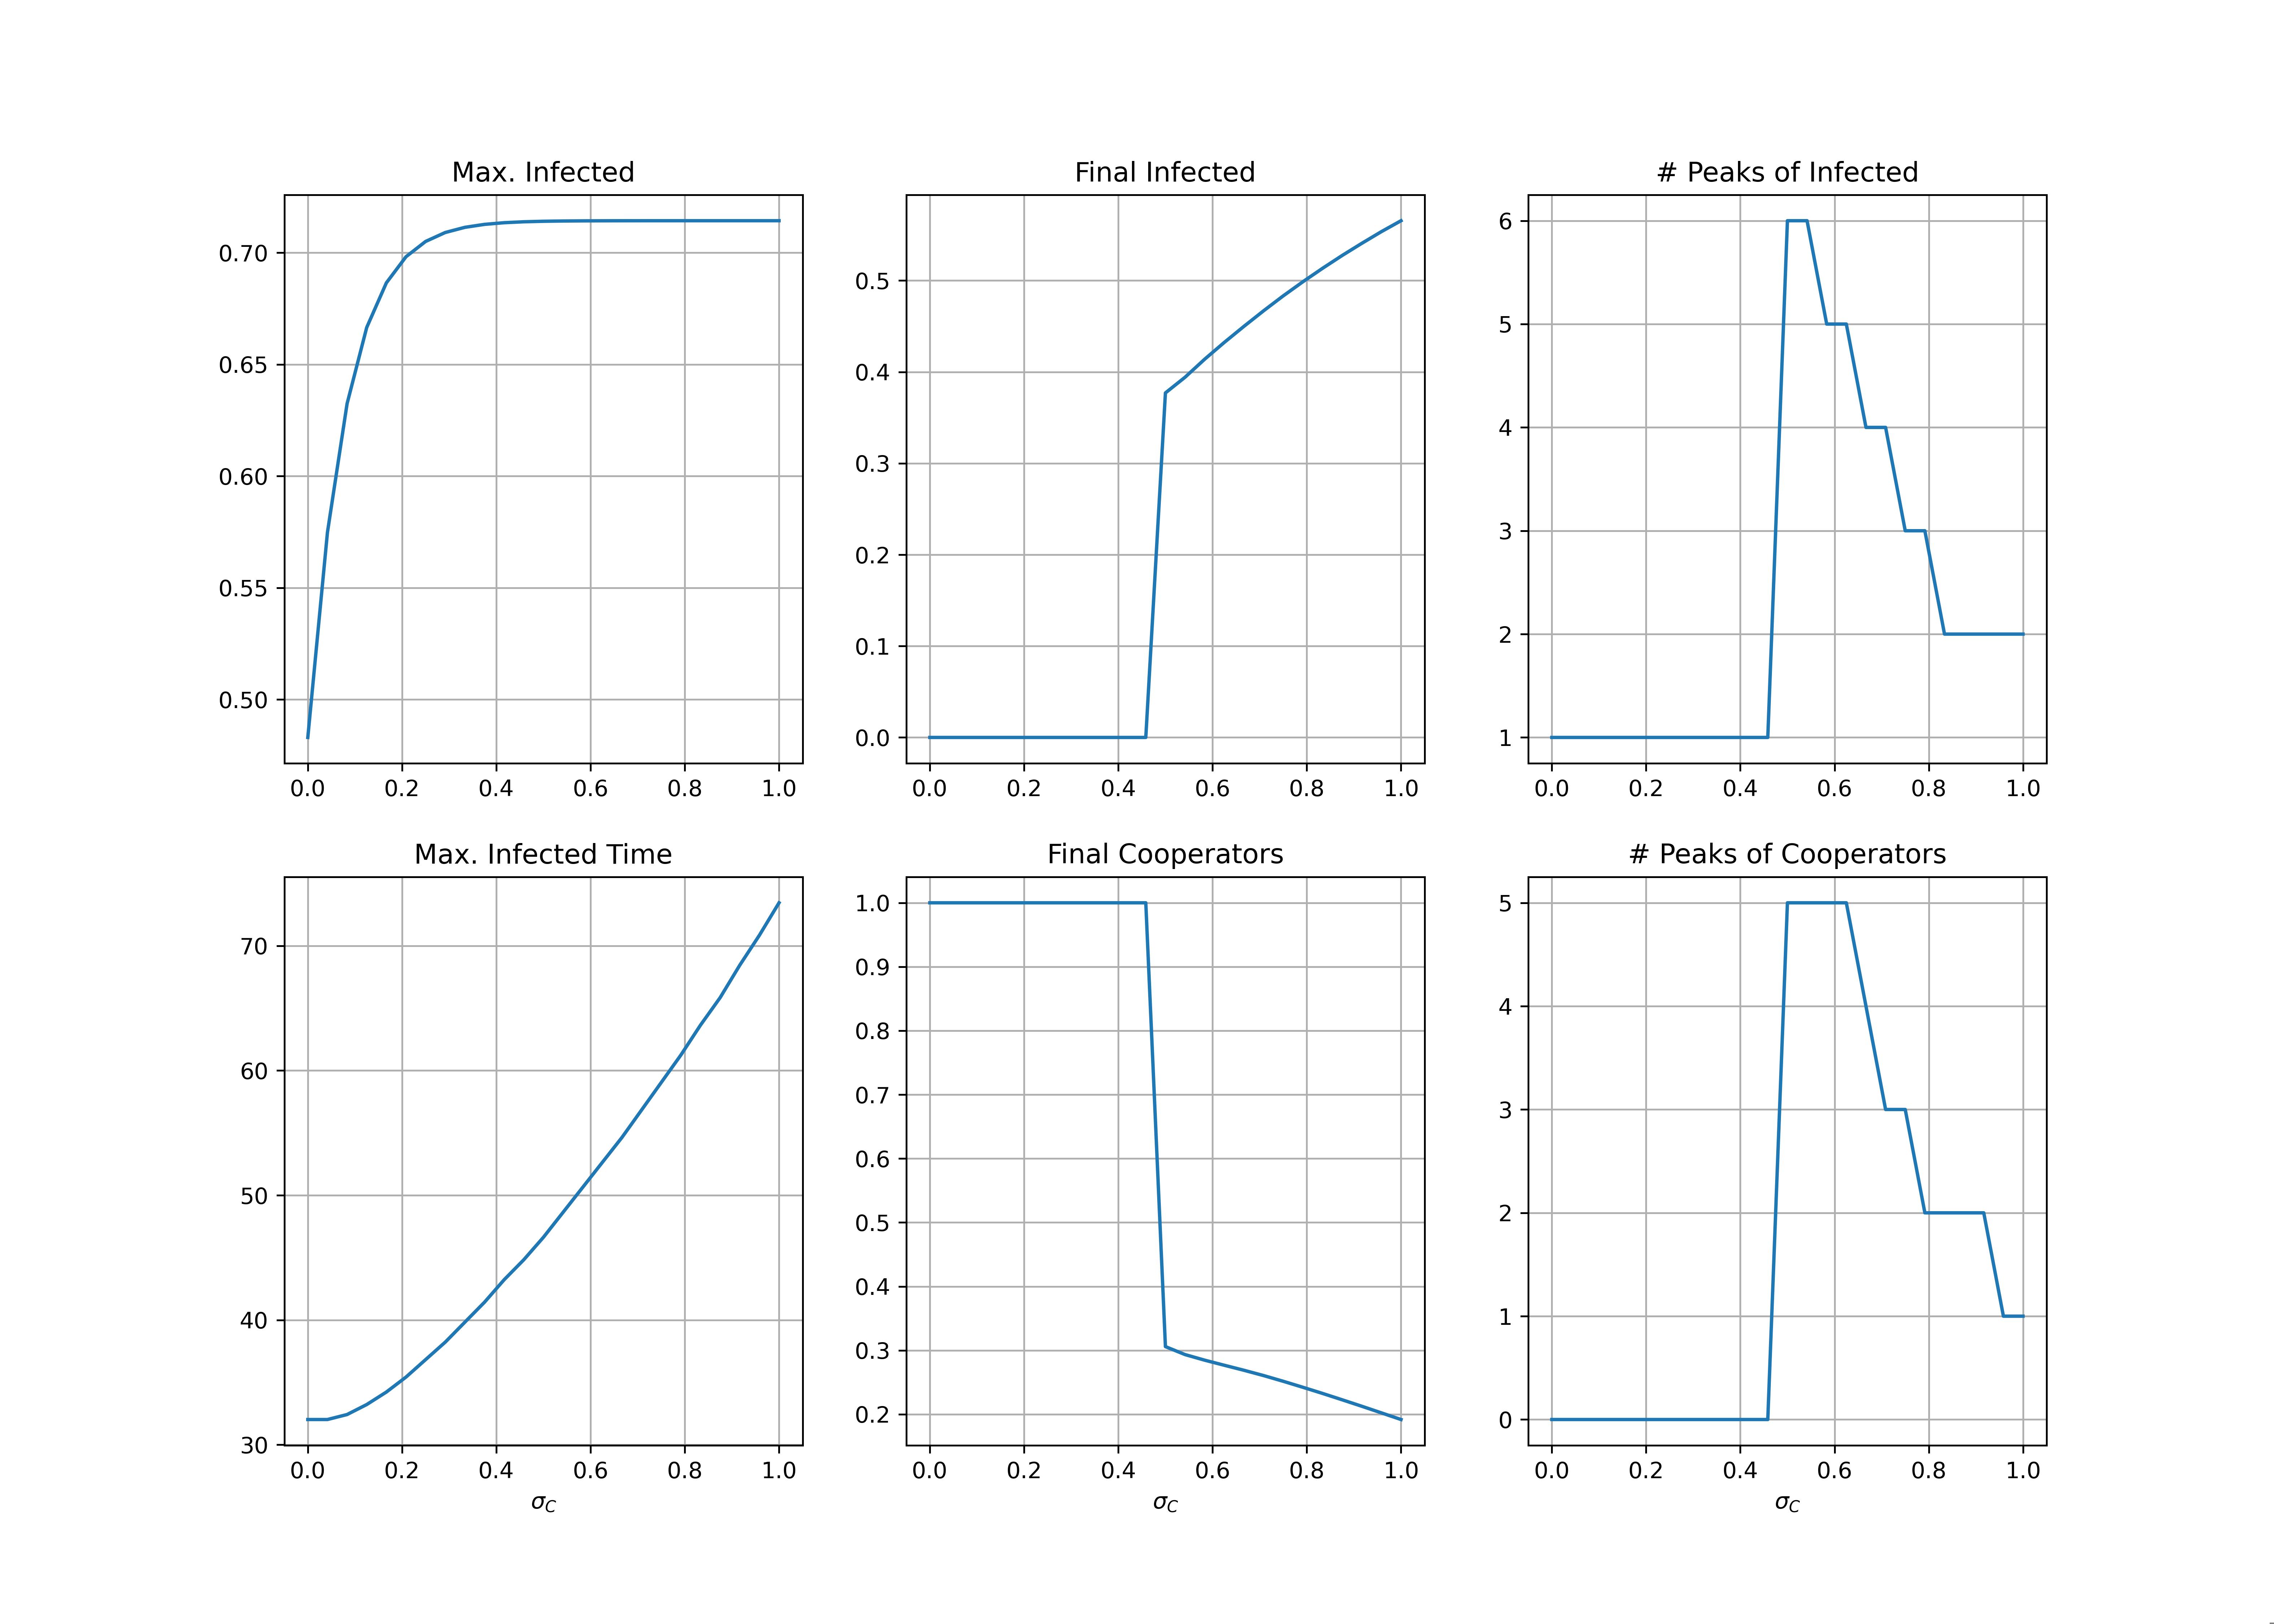 Max. Infected
Final Infected
# Peaks of Infected
0.70
0.65
0.60
0.55
0.50
0.0 0.2 0.4 0.6 0.8 1.0
0.5
0.4
0.3
0.2
0.1
0.0
0.0 0.2 0.4 0.6 0.8 1.0
6
5
4
3
2
1
0.0 0.2 0.4 0.6 0.8 1.0
Max. Infected Time
Final Cooperators
# Peaks of Cooperators
70
60
50
40
30
0.0 0.2 0.4 0.6 0.8 1.0
σ_C
1.0
0.9
0.8
0.7
0.6
0.5
0.4
0.3
0.2
0.0 0.2 0.4 0.6 0.8 1.0
σ_C
5
4
3
2
1
0
0.0 0.2 0.4 0.6 0.8 1.0
σ_C